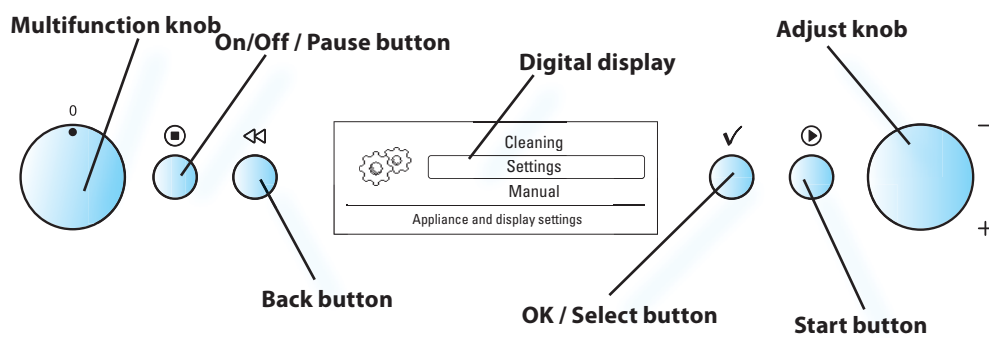 Multifunction knob
On/Off / Pause button
Adjust knob
Digital display
0
Cleaning
Settings
Manual
Appliance and display settings
−
+
Back button
OK / Select button
Start button